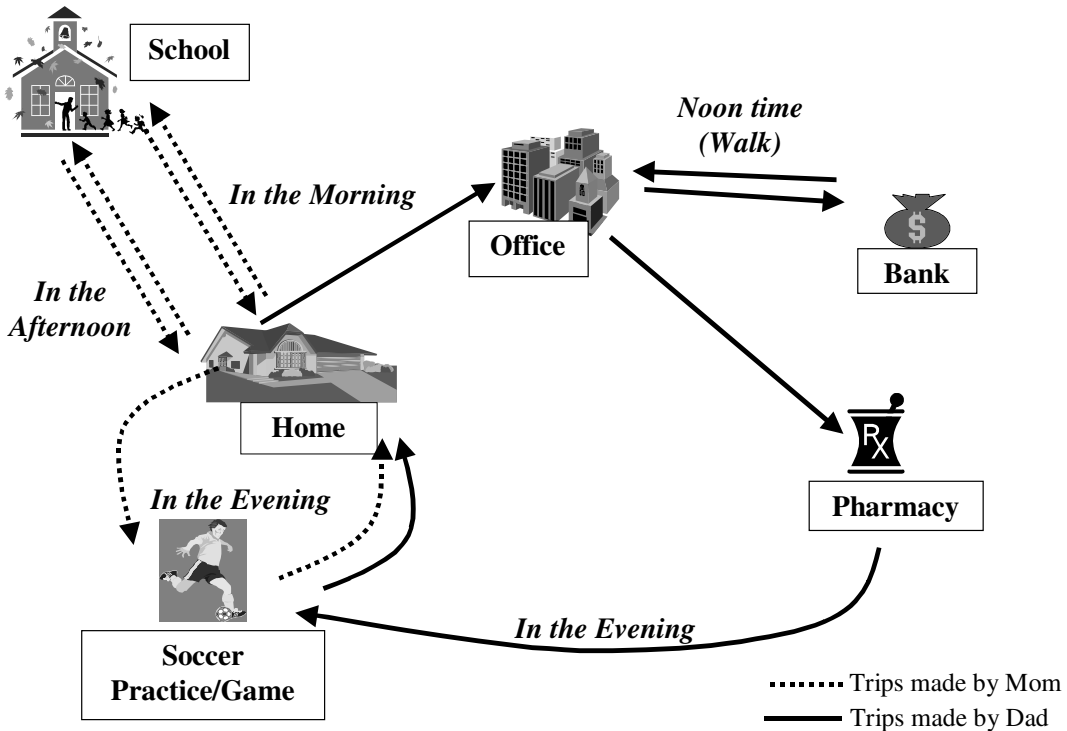 School
Noon time
(Walk)
In the Morning
Office
Bank
In the
Afternoon
Home
RX
Pharmacy
In the Evening
Soccer
Practice/Game
In the Evening
Trips made by Mom
Trips made by Dad
$